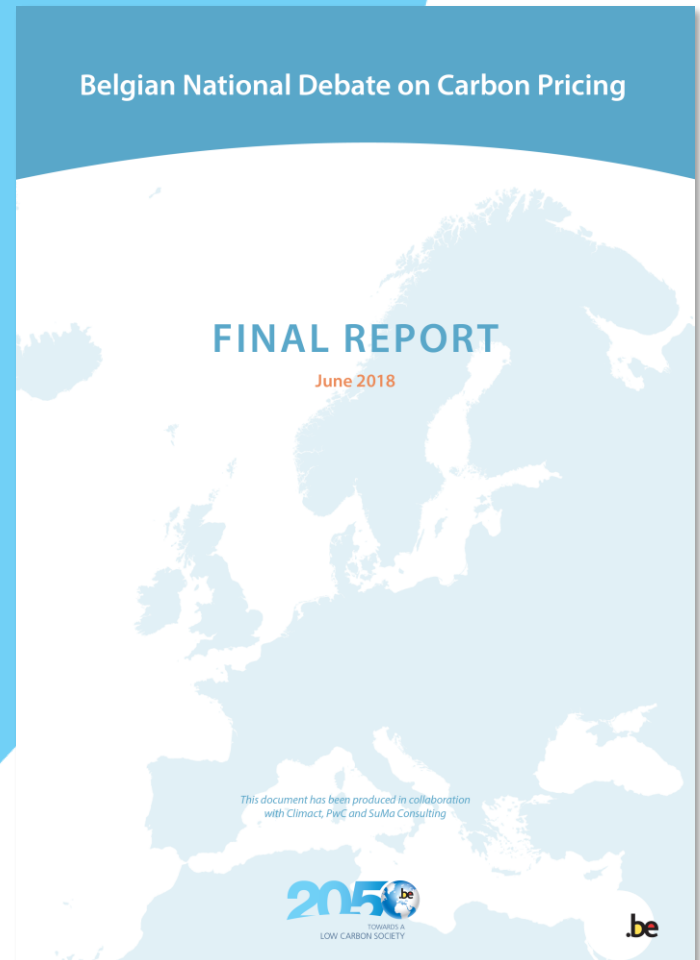 Belgian National Debate on Carbon Pricing
FINAL REPORT
June 2018
This document has been produced in collaboration
with Climact, PwC and SuMa Consulting
2050
.be
TOWARDS A
LOW CARBON SOCIETY
.be